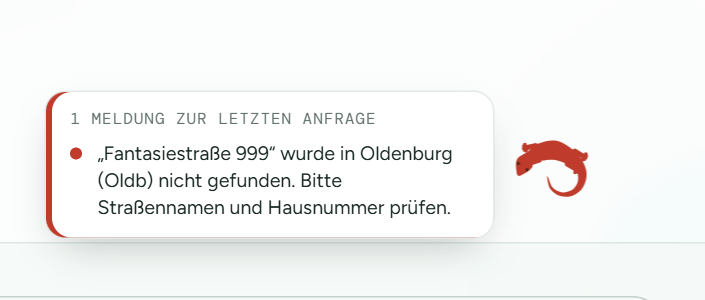 1 MELDUNG ZUR LETZTEN ANFRAGE
„Fantasiestraße 999“ wurde in Oldenburg
(Oldb) nicht gefunden. Bitte
Straßennamen und Hausnummer prüfen.